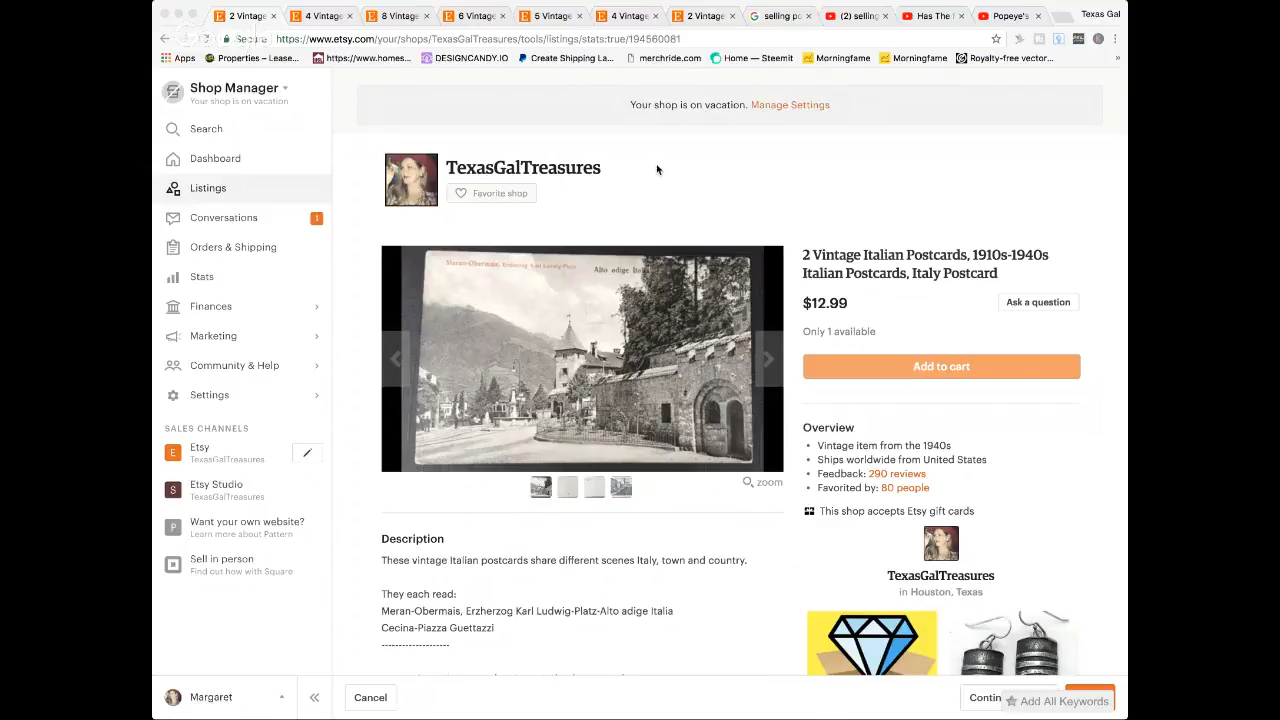 2 Vintage
4 Vintage
8 Vintage
6 Vintage
5 Vintage
4 Vintage
2 Vintage
selling po
(2) selling
Has The
Popeye's
Texas Gal
Secure https://www.etsy.com/your/shops/TexasGalTreasures/tools/listings/stats:true/194560081
Apps
Properties – Lease...
https://www.homes...
DESIGNCANDY.IO
Create Shipping La...
merchride.com
Home — Steemit
Morningfame
Morningfame
Royalty-free vector...
Shop Manager
Your shop is on vacation
Search
Dashboard
Listings
Conversations 1
Orders & Shipping
Stats
Finances
Marketing
Community & Help
Settings
SALES CHANNELS
E Etsy
TexasGalTreasures
S Etsy Studio
TexasGalTreasures
P Want your own website?
Learn more about Pattern
Sell in person
Find out how with Square
Margaret
Your shop is on vacation. Manage Settings
TexasGalTreasures
Favorite shop
Meran-Obermais, Erzherzog Karl Ludwig-Platz
Alto edige Ital
zoom
Description
These vintage Italian postcards share different scenes Italy, town and country.
They each read:
Meran-Obermais, Erzherzog Karl Ludwig-Platz-Alto adige Italia
Cecina-Piazza Guettazzi
--------------------
2 Vintage Italian Postcards, 1910s-1940s
Italian Postcards, Italy Postcard
$12.99
Ask a question
Only 1 available
Add to cart
Overview
Vintage item from the 1940s
Ships worldwide from United States
Feedback: 290 reviews
Favorited by: 80 people
This shop accepts Etsy gift cards
TexasGalTreasures
in Houston, Texas
Cancel
Contin
Add All Keywords